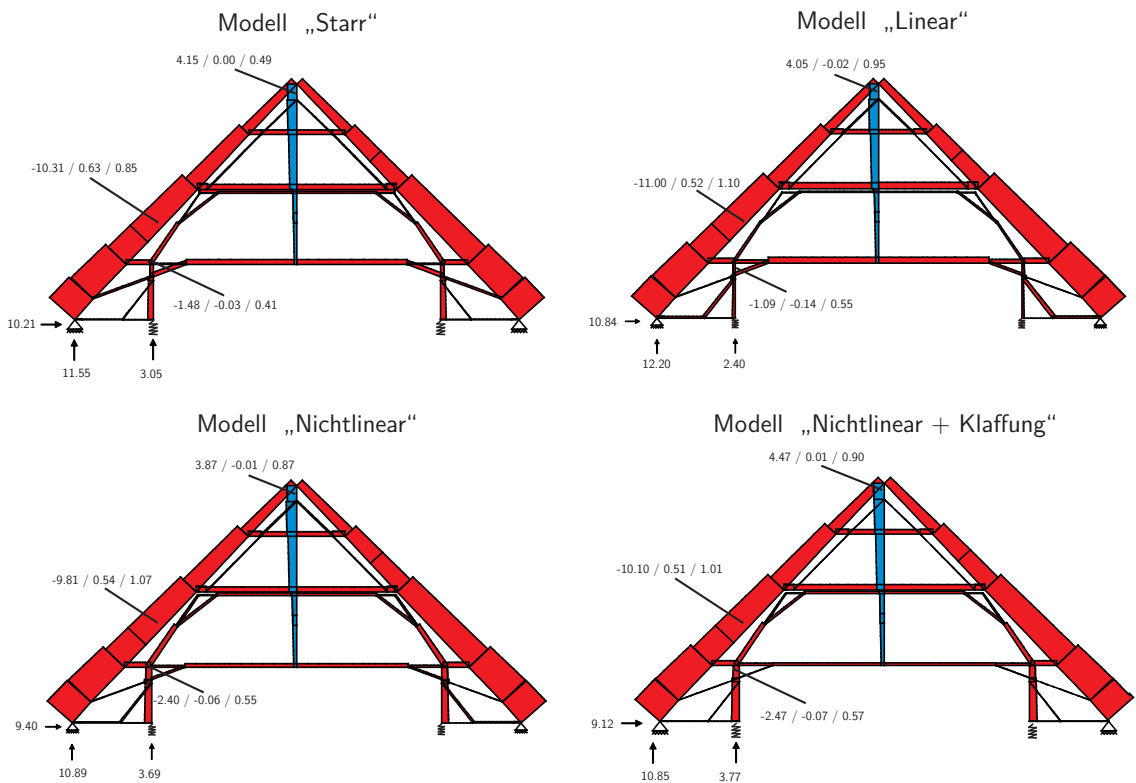 Modell „Starr“
4.15 / 0.00 / 0.49
-10.31 / 0.63 / 0.85
-1.48 / -0.03 / 0.41
10.21
11.55
3.05
Modell „Linear“
4.05 / -0.02 / 0.95
-11.00 / 0.52 / 1.10
-1.09 / -0.14 / 0.55
10.84
12.20
2.40
Modell „Nichtlinear“
3.87 / -0.01 / 0.87
-9.81 / 0.54 / 1.07
-2.40 / -0.06 / 0.55
9.40
10.89
3.69
Modell „Nichtlinear + Klaffung“
4.47 / 0.01 / 0.90
-10.10 / 0.51 / 1.01
-2.47 / -0.07 / 0.57
9.12
10.85
3.77